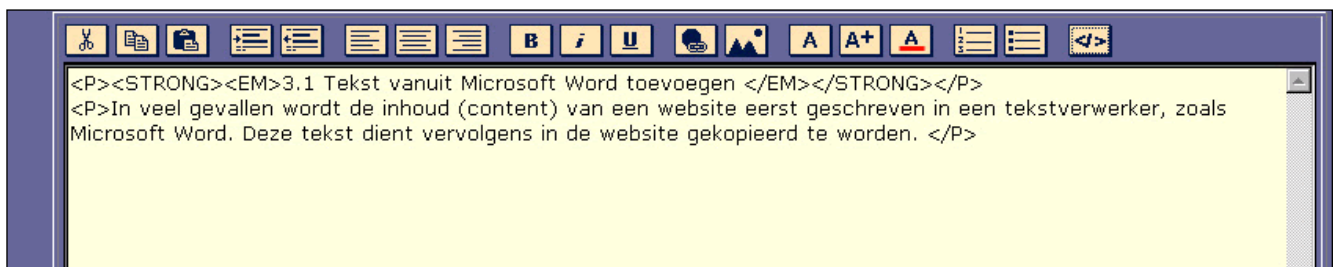 B i U A A+ A </>
<P><STRONG><EM>3.1 Tekst vanuit Microsoft Word toevoegen </EM></STRONG></P>
<P>In veel gevallen wordt de inhoud (content) van een website eerst geschreven in een tekstverwerker, zoals
Microsoft Word. Deze tekst dient vervolgens in de website gekopieerd te worden. </P>